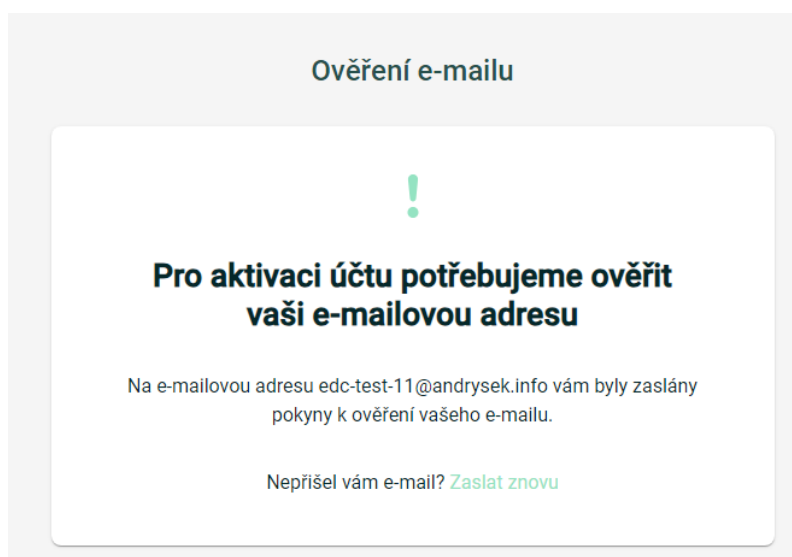 Ověření e-mailu
Pro aktivaci účtu potřebujeme ověřit
vaši e-mailovou adresu
Na e-mailovou adresu edc-test-11@andrysek.info vám byly zaslány
pokyny k ověření vašeho e-mailu.
Nepřišel vám e-mail? Zaslat znovu